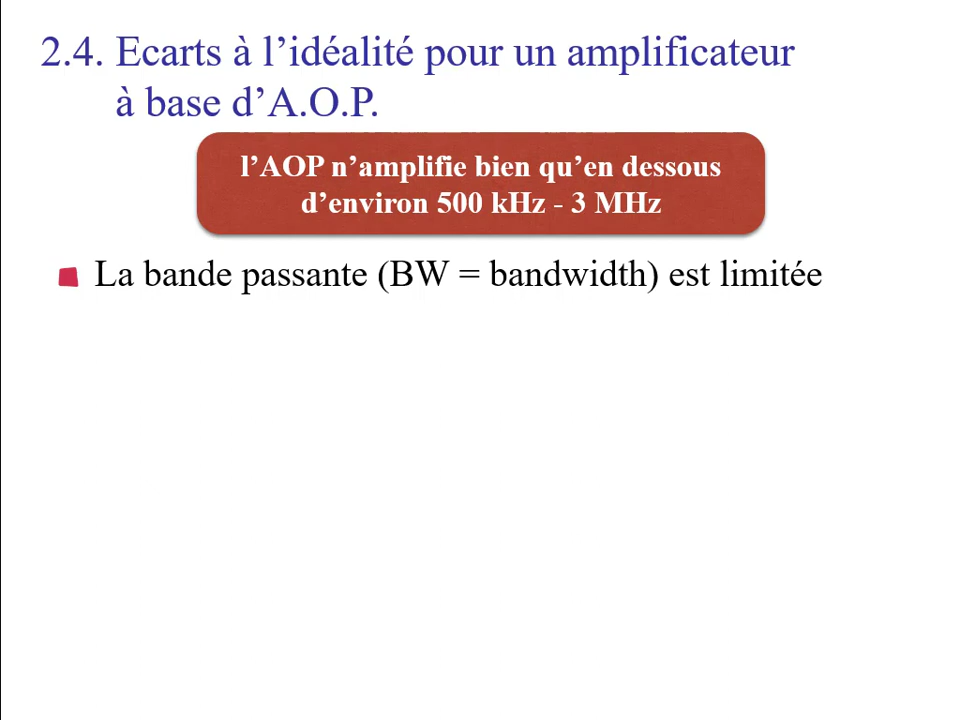 2.4. Ecarts à l’idéalité pour un amplificateur
à base d’A.O.P.
l’AOP n’amplifie bien qu’en dessous
d’environ 500 kHz - 3 MHz
La bande passante (BW = bandwidth) est limitée